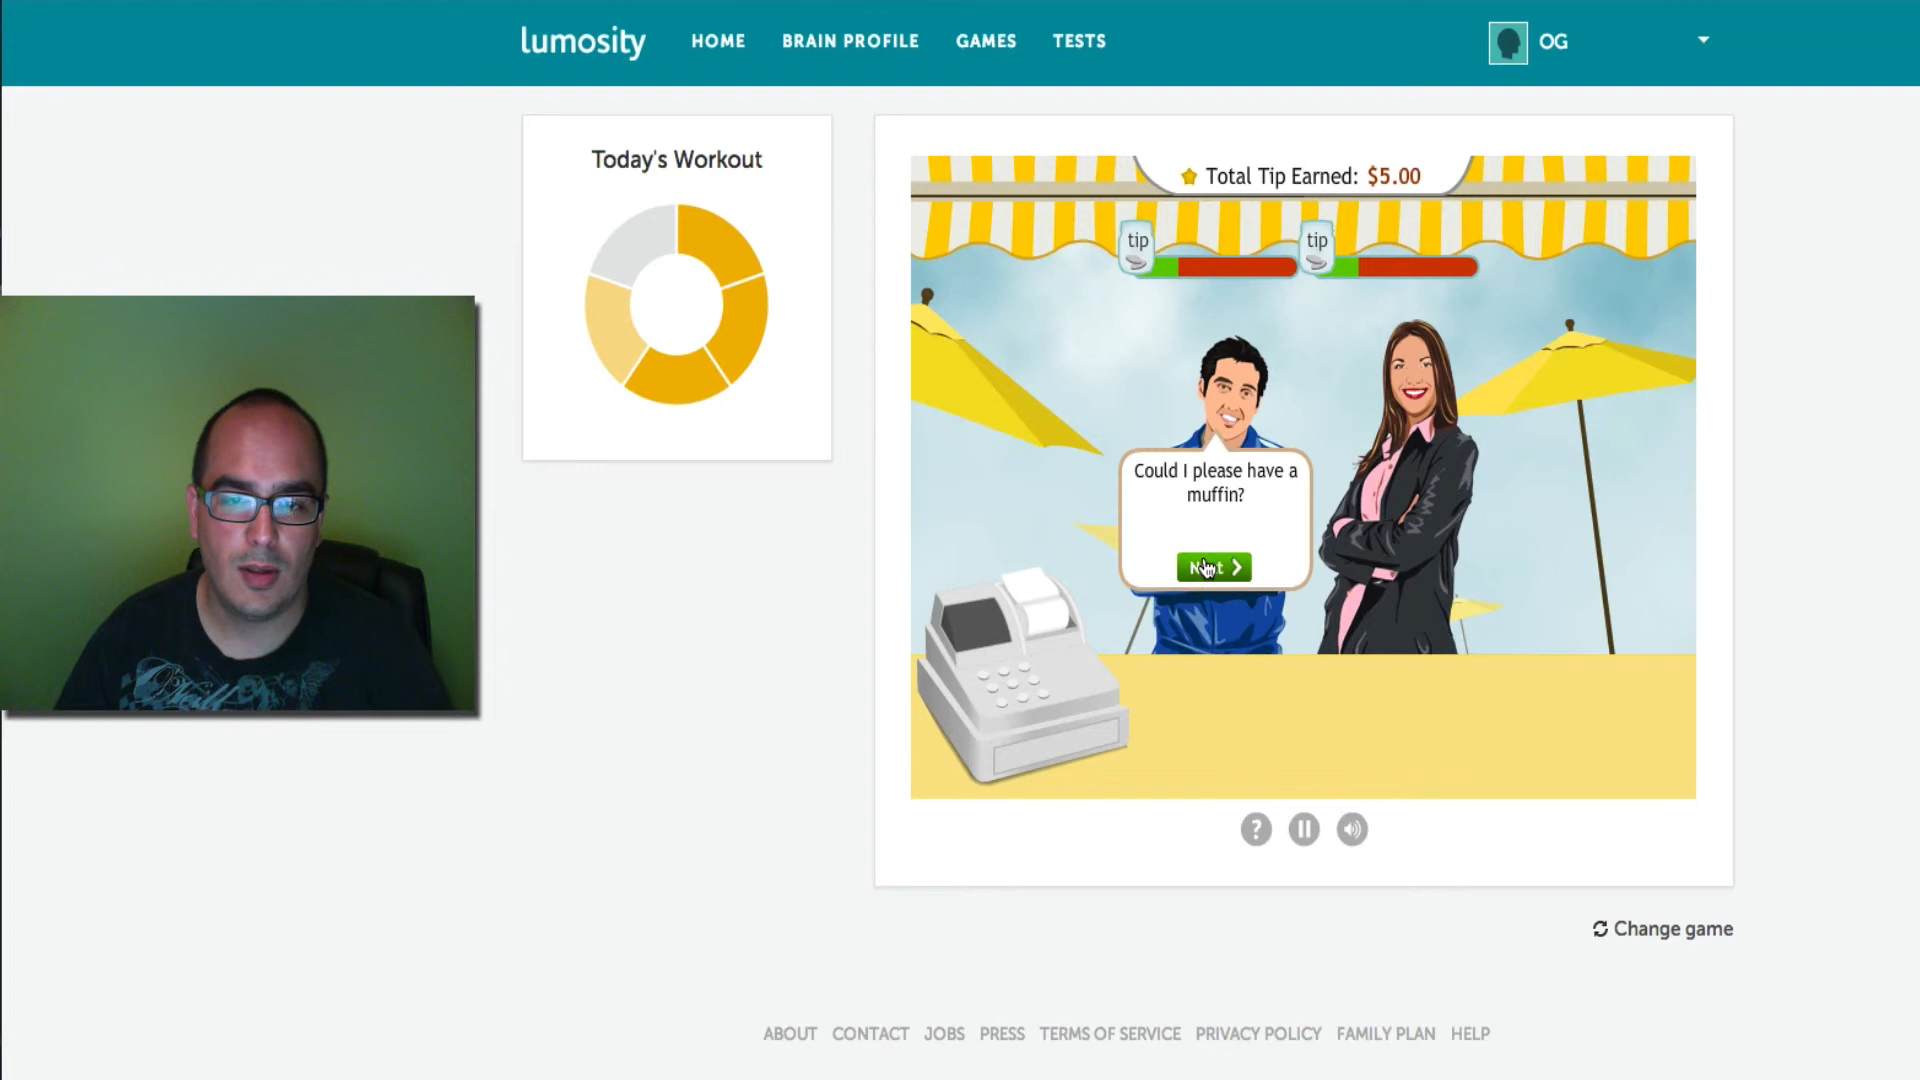 lumosity
HOME
BRAIN PROFILE
GAMES
TESTS
OG
Today's Workout
Total Tip Earned: $5.00
tip
tip
Could I please have a
muffin?
?
Change game
ABOUT
CONTACT
JOBS
PRESS
TERMS OF SERVICE
PRIVACY POLICY
FAMILY PLAN
HELP